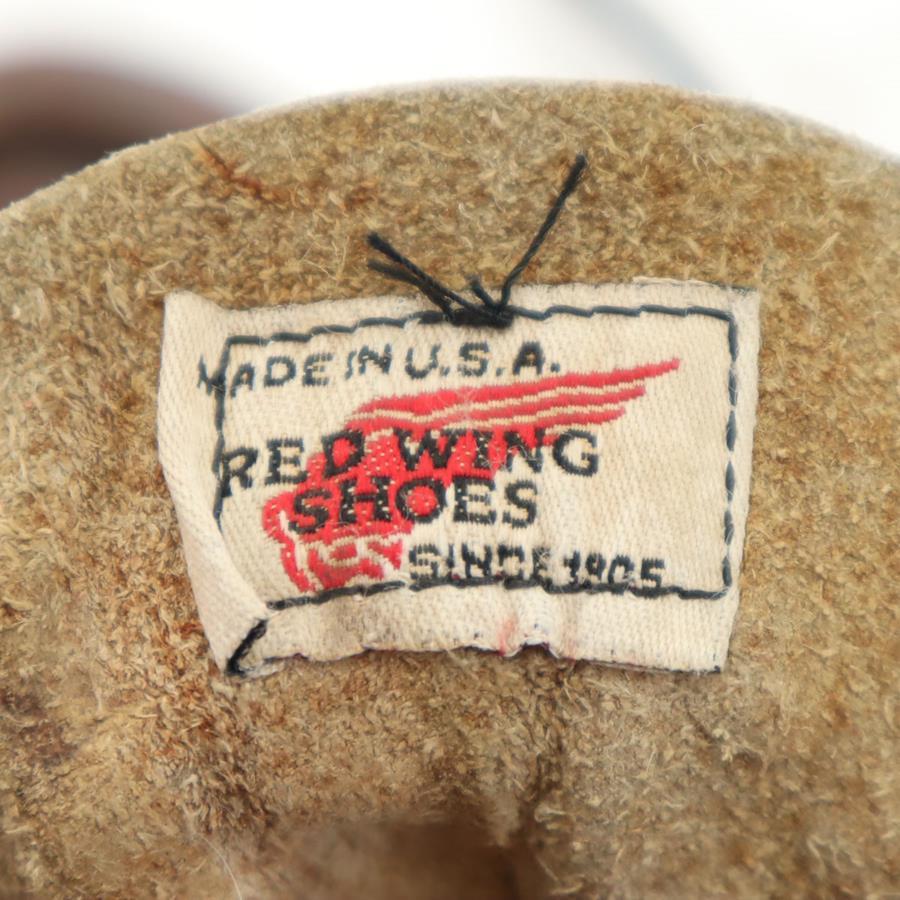 MADE IN U.S.A.
RED WING
SHOES
SINCE 1905